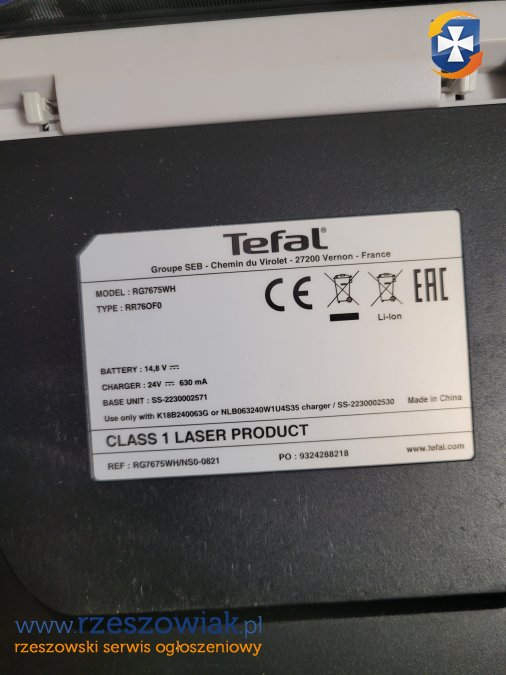 Tefal®
Groupe SEB - Chemin du Virolet - 27200 Vernon - France
MODEL : RG7675WH
TYPE : RR76OF0
CE
EAC
Li-Ion
BATTERY : 14,8 V ⎓
CHARGER : 24V ⎓ 630 mA
BASE UNIT : SS-2230002571
Use only with K18B240063G or NLB063240W1U4S35 charger / SS-2230002530
Made in China
CLASS 1 LASER PRODUCT
REF : RG7675WH/NS0-0821
PO : 9324288218
www.tefal.com
www.rzeszowiak.pl
rzeszowski serwis ogłoszeniowy